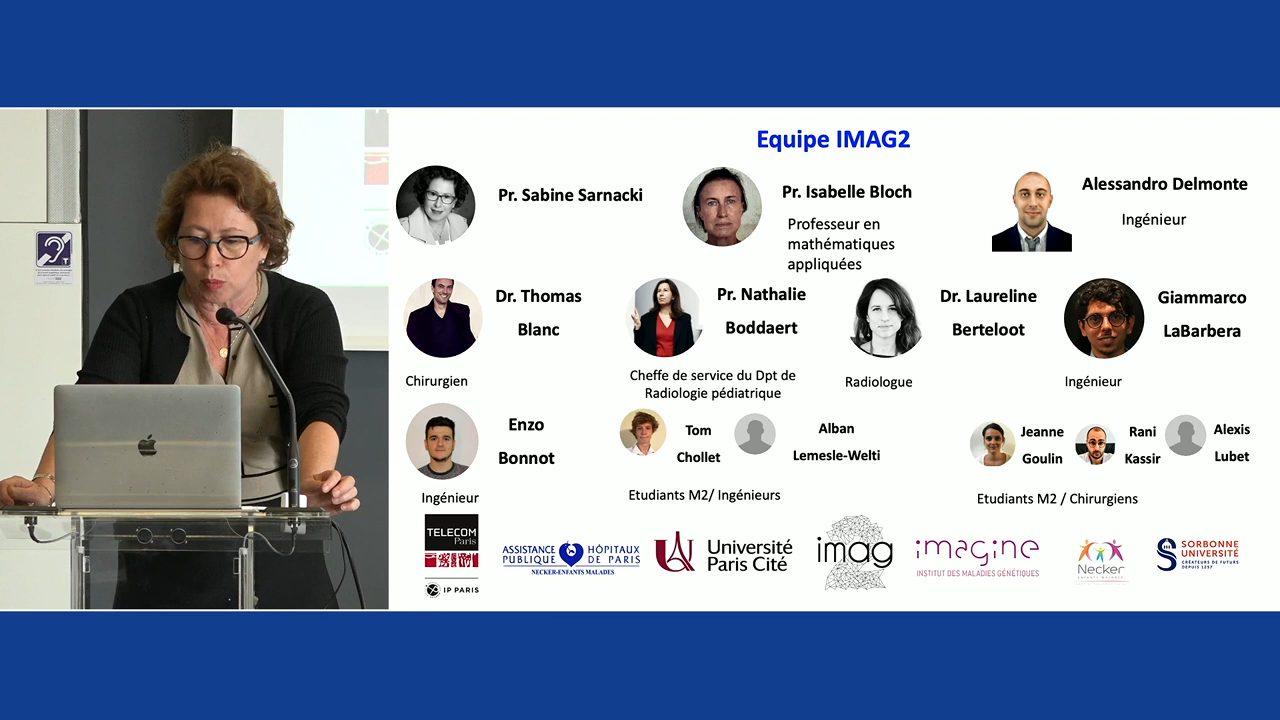 Equipe IMAG2
Pr. Sabine Sarnacki
Pr. Isabelle Bloch
Professeur en
mathématiques
appliquées
Alessandro Delmonte
Ingénieur
Dr. Thomas
Blanc
Chirurgien
Pr. Nathalie
Boddaert
Cheffe de service du Dpt de
Radiologie pédiatrique
Dr. Laureline
Berteloot
Radiologue
Giammarco
LaBarbera
Ingénieur
Enzo
Bonnot
Ingénieur
Tom
Chollet
Alban
Lemesle-Welti
Etudiants M2/ Ingénieurs
Jeanne
Goulin
Rani
Kassir
Alexis
Lubet
Etudiants M2 / Chirurgiens
TELECOM
Paris
IP PARIS
ASSISTANCE HÔPITAUX
PUBLIQUE DE PARIS
NECKER-ENFANTS MALADES
Université
Paris Cité
imag
imagine
INSTITUT DES MALADIES GÉNÉTIQUES
Necker
ENFANTS MALADES
SORBONNE
UNIVERSITÉ
CRÉATEURS DE FUTURS
DEPUIS 1257